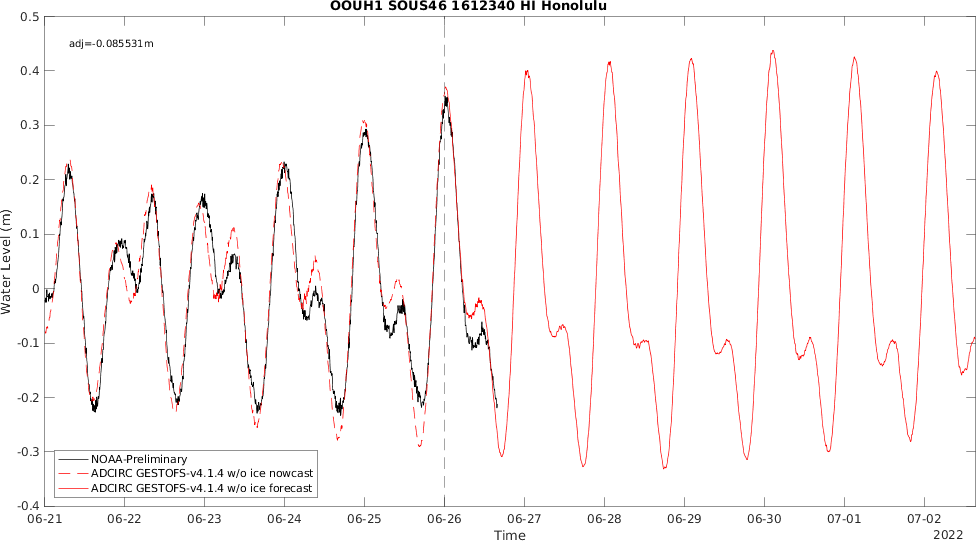 OOUH1 SOUS46 1612340 HI Honolulu
adj=-0.085531m
0.5
0.4
0.3
0.2
0.1
0
-0.1
-0.2
-0.3
-0.4
Water Level (m)
NOAA-Preliminary
ADCIRC GESTOFS-v4.1.4 w/o ice nowcast
ADCIRC GESTOFS-v4.1.4 w/o ice forecast
06-21 06-22 06-23 06-24 06-25 06-26 06-27 06-28 06-29 06-30 07-01 07-02
Time
2022